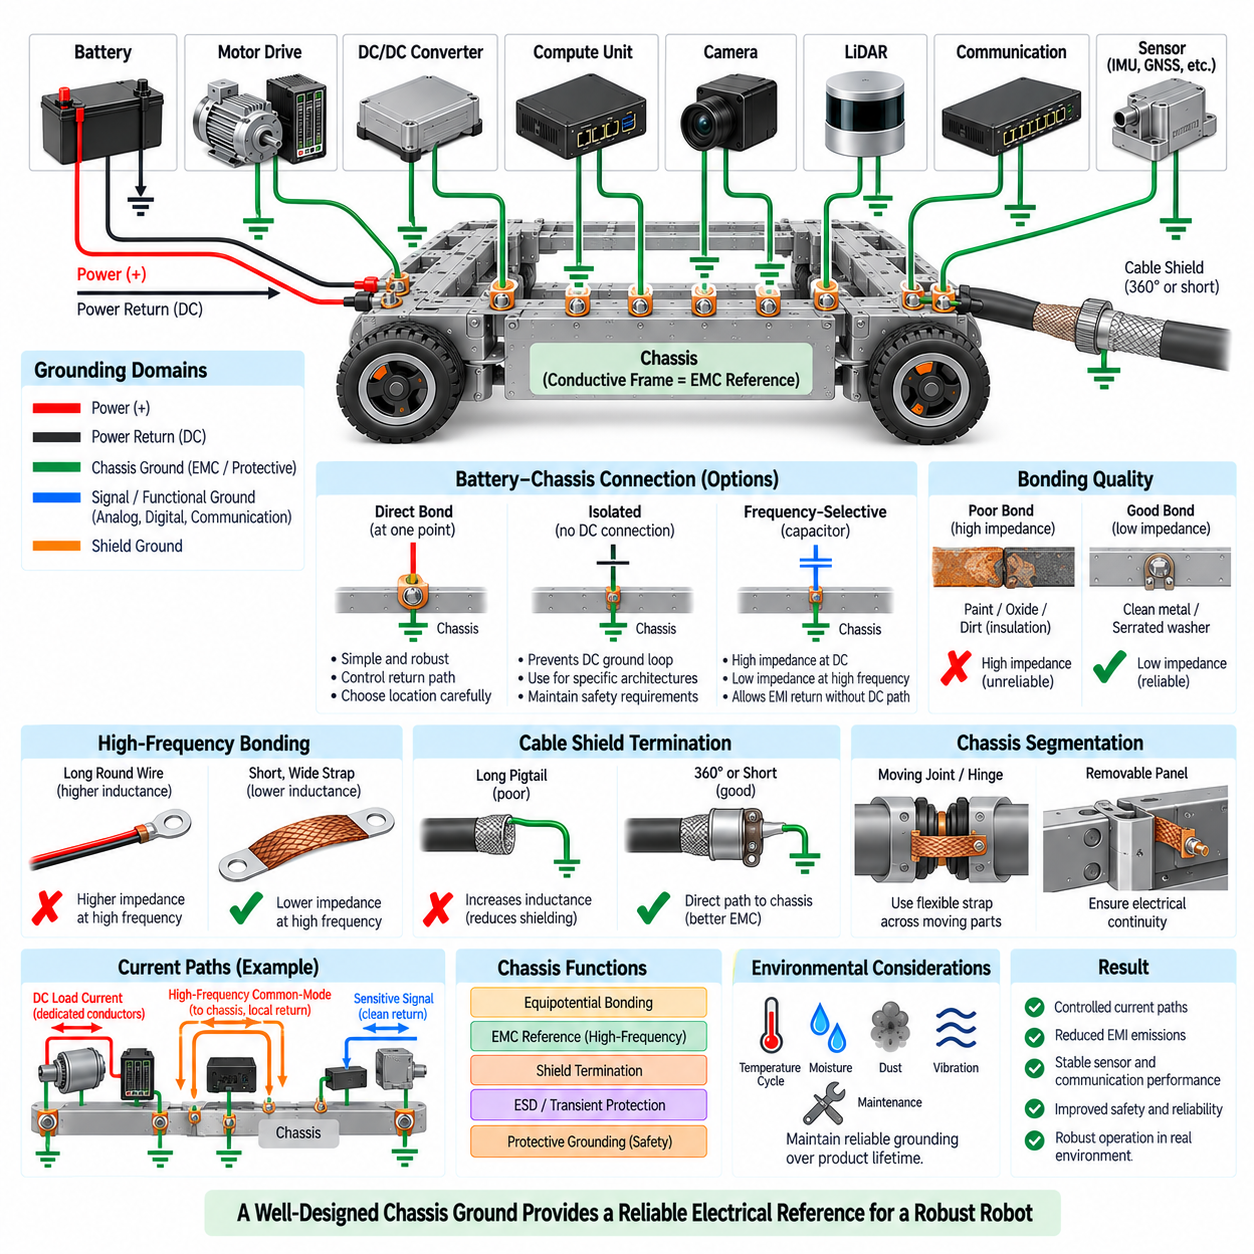 Battery
Motor Drive
DC/DC Converter
Compute Unit
Camera
LiDAR
Communication
Sensor
(IMU, GNSS, etc.)
Power (+)
Power Return (DC)
Cable Shield
(360° or short)
Chassis
(Conductive Frame = EMC Reference)
Grounding Domains
Power (+)
Power Return (DC)
Chassis Ground (EMC / Protective)
Signal / Functional Ground
(Analog, Digital, Communication)
Shield Ground
Battery–Chassis Connection (Options)
Direct Bond
(at one point)
Chassis
• Simple and robust
• Control return path
• Choose location carefully
Isolated
(no DC connection)
Chassis
• Prevents DC ground loop
• Use for specific architectures
• Maintain safety requirements
Frequency–Selective
(capacitor)
Chassis
• High impedance at DC
• Low impedance at high frequency
• Allows EMI return without DC path
Bonding Quality
Poor Bond
(high impedance)
Paint / Oxide /
Dirt (insulation)
High impedance
(unreliable)
Good Bond
(low impedance)
Clean metal /
Serrated washer
Low impedance
(reliable)
High-Frequency Bonding
Long Round Wire
(higher inductance)
Higher impedance
at high frequency
Short, Wide Strap
(lower inductance)
Lower impedance
at high frequency
Cable Shield Termination
Long Pigtail
(poor)
Increases inductance
(reduces shielding)
360° or Short
(good)
Direct path to chassis
(better EMC)
Chassis Segmentation
Moving Joint / Hinge
Use flexible strap
across moving parts
Removable Panel
Ensure electrical
continuity
Current Paths (Example)
DC Load Current
(dedicated conductors)
High-Frequency Common-Mode
(to chassis, local return)
Sensitive Signal
(clean return)
Chassis
Chassis Functions
Equipotential Bonding
EMC Reference (High-Frequency)
Shield Termination
ESD / Transient Protection
Protective Grounding (Safety)
Environmental Considerations
Temperature
Cycle
Moisture
Dust
Vibration
Maintenance
Maintain reliable grounding
over product lifetime.
Result
Controlled current paths
Reduced EMI emissions
Stable sensor and
communication performance
Improved safety and reliability
Robust operation in real
environment.
A Well-Designed Chassis Ground Provides a Reliable Electrical Reference for a Robust Robot